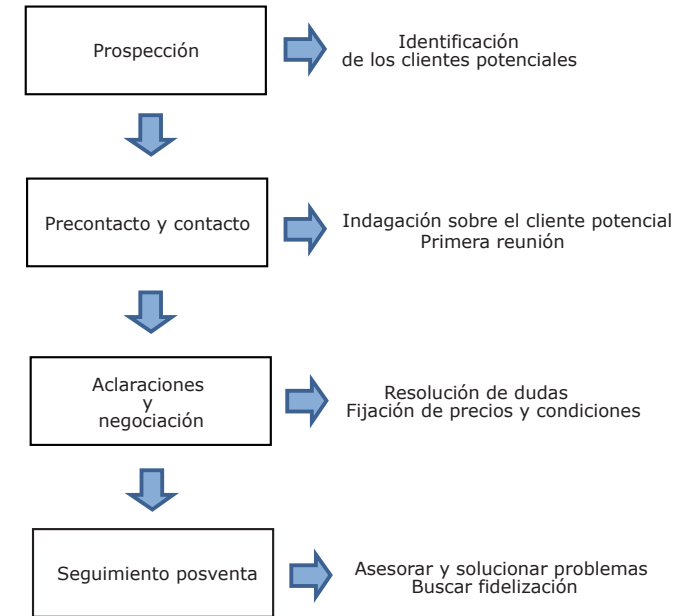 Prospección
Identificación
de los clientes potenciales
Precontacto y contacto
Indagación sobre el cliente potencial
Primera reunión
Aclaraciones
y
negociación
Resolución de dudas
Fijación de precios y condiciones
Seguimiento posventa
Asesorar y solucionar problemas
Buscar fidelización